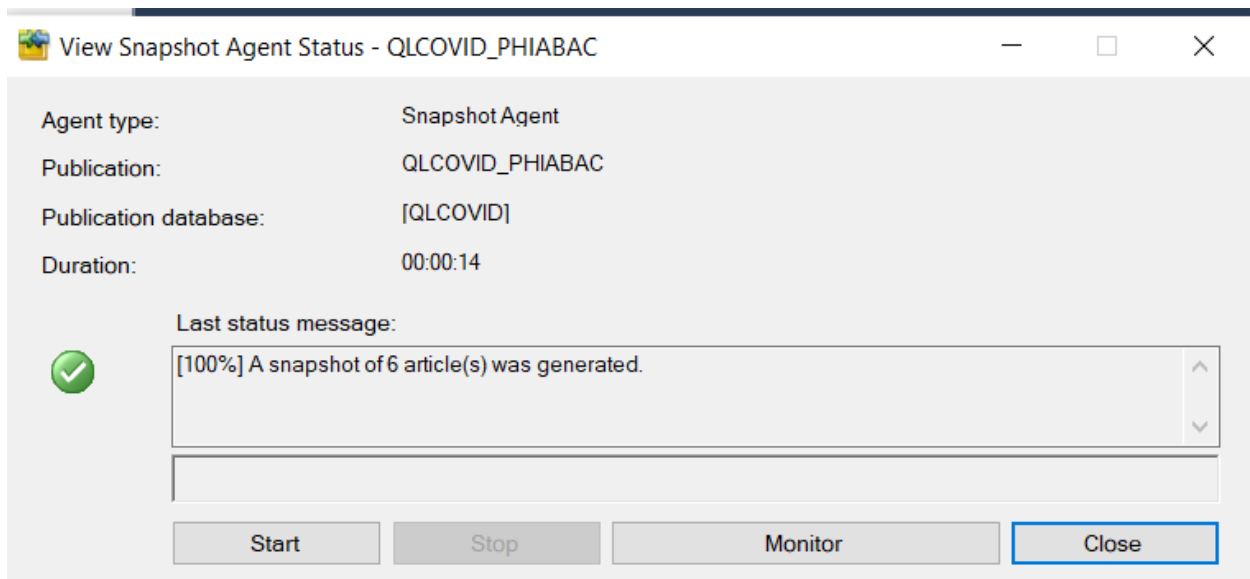 View Snapshot Agent Status - QLCOVID_PHIABAC
Agent type: Snapshot Agent
Publication: QLCOVID_PHIABAC
Publication database: [QLCOVID]
Duration: 00:00:14
Last status message:
[100%] A snapshot of 6 article(s) was generated.
Start Stop Monitor Close